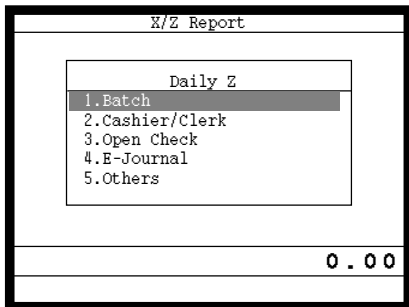 X/Z Report
Daily Z
1.Batch
2.Cashier/Clerk
3.Open Check
4.E-Journal
5.Others
0.00